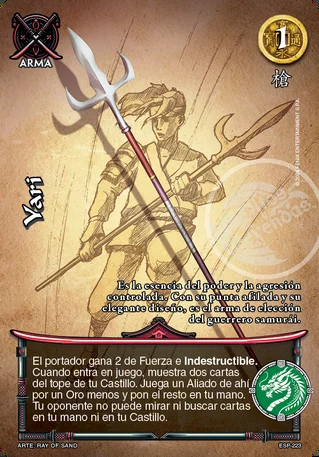 ARMA
1
槍
Yari
Es la esencia del poder y la agresión
controlada. Con su punta afilada y su
elegante diseño, es el arma de elección
del guerrero samurái.
El portador gana 2 de Fuerza e Indestructible.
Cuando entra en juego, muestra dos cartas
del tope de tu Castillo. Juega un Aliado de ahí
por un Oro menos y pon el resto en tu mano.
Tu oponente no puede mirar ni buscar cartas
en tu mano ni en tu Castillo.
ARTE: RAY OF SAND
ESP-223